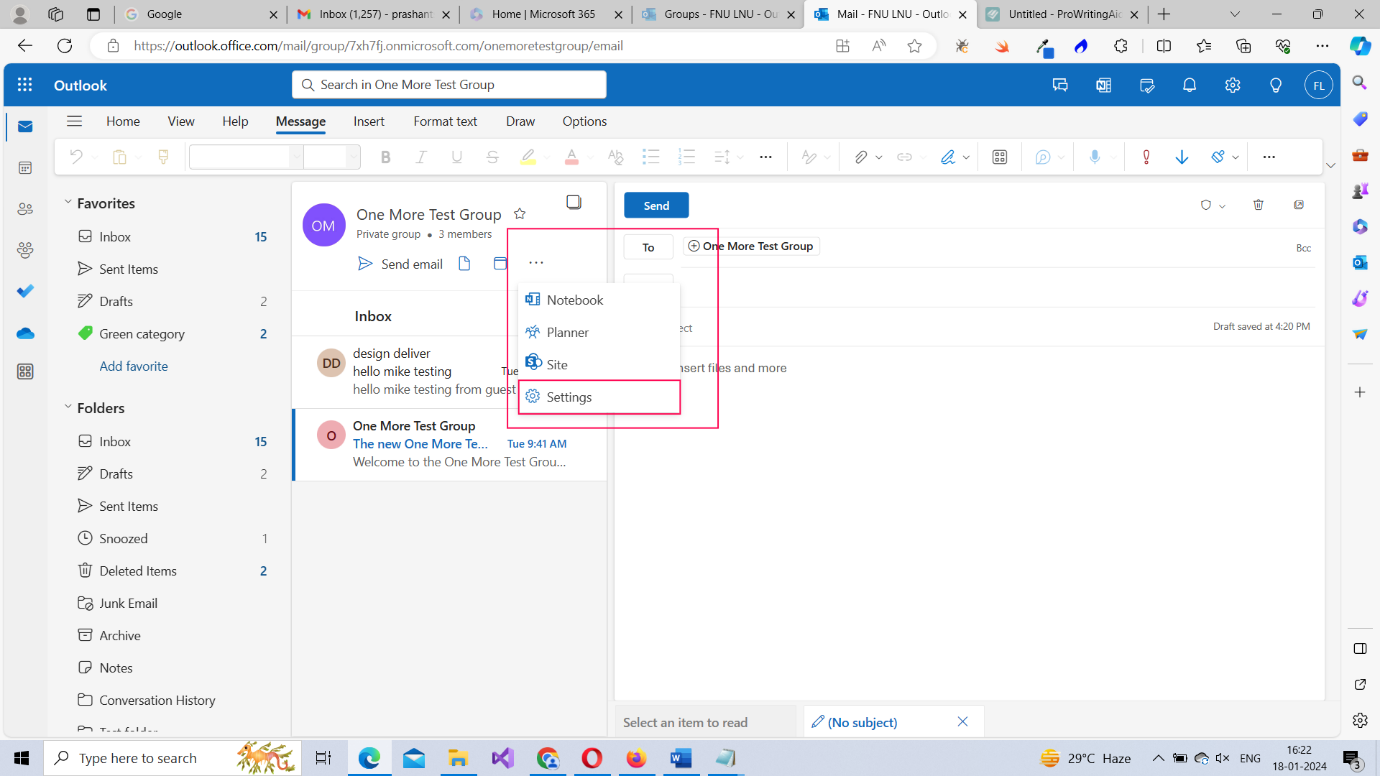 Google
Inbox (1,257) - prashant
Home | Microsoft 365
Groups - FNU LNU - Ou
Mail - FNU LNU - Outlo
Untitled - ProWritingAi
https://outlook.office.com/mail/group/7xh7fj.onmicrosoft.com/onemoretestgroup/email
Outlook
Search in One More Test Group
FL
Home View Help Message Insert Format text Draw Options
Favorites
Inbox 15
Sent Items
Drafts 2
Green category 2
Add favorite
Folders
Inbox 15
Drafts 2
Sent Items
Snoozed 1
Deleted Items 2
Junk Email
Archive
Notes
Conversation History
Test folder
OM
One More Test Group
Private group • 3 members
Send email
Inbox
DD
design deliver
hello mike testing Tue
hello mike testing from guest
O
One More Test Group
The new One More Te... Tue 9:41 AM
Welcome to the One More Test Grou...
Notebook
Planner
Site
Settings
Send
To One More Test Group Bcc
ect Draft saved at 4:20 PM
nsert files and more
Select an item to read
(No subject)
Type here to search
29°C Haze
ENG
16:22
18-01-2024
3